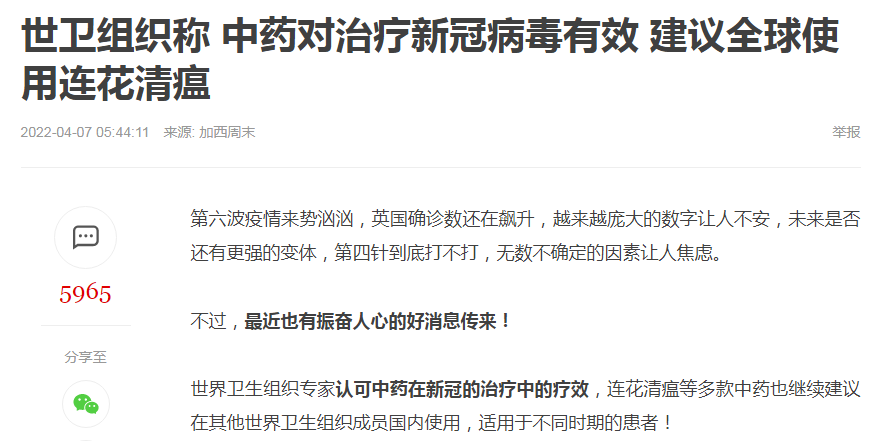 世卫组织称 中药对治疗新冠病毒有效 建议全球使
用连花清瘟
2022-04-07 05:44:11 来源: 加西周末 举报
第六波疫情来势汹汹，英国确诊数还在飙升，越来越庞大的数字让人不安，未来是否
还有更强的变体，第四针到底打不打，无数不确定的因素让人焦虑。
5965
不过，最近也有振奋人心的好消息传来！
分享至
世界卫生组织专家认可中药在新冠的治疗中的疗效，连花清瘟等多款中药也继续建议
在其他世界卫生组织成员国内使用，适用于不同时期的患者！